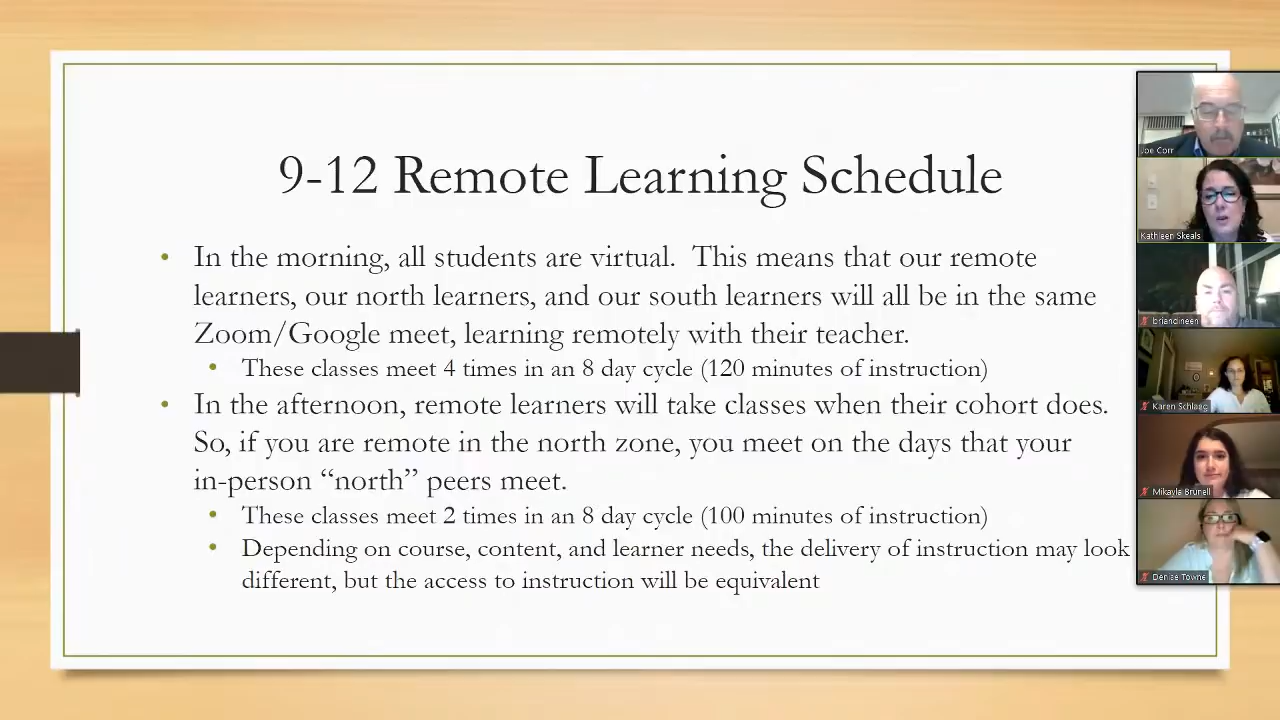 9-12 Remote Learning Schedule
• In the morning, all students are virtual.  This means that our remote
learners, our north learners, and our south learners will all be in the same
Zoom/Google meet, learning remotely with their teacher.
• These classes meet 4 times in an 8 day cycle (120 minutes of instruction)
• In the afternoon, remote learners will take classes when their cohort does.
So, if you are remote in the north zone, you meet on the days that your
in-person “north” peers meet.
• These classes meet 2 times in an 8 day cycle (100 minutes of instruction)
• Depending on course, content, and learner needs, the delivery of instruction may look
different, but the access to instruction will be equivalent
Joe Corr
Kathleen Skeals
briandineen
Karen Schlagg
Mikayla Brunell
Denise Towne